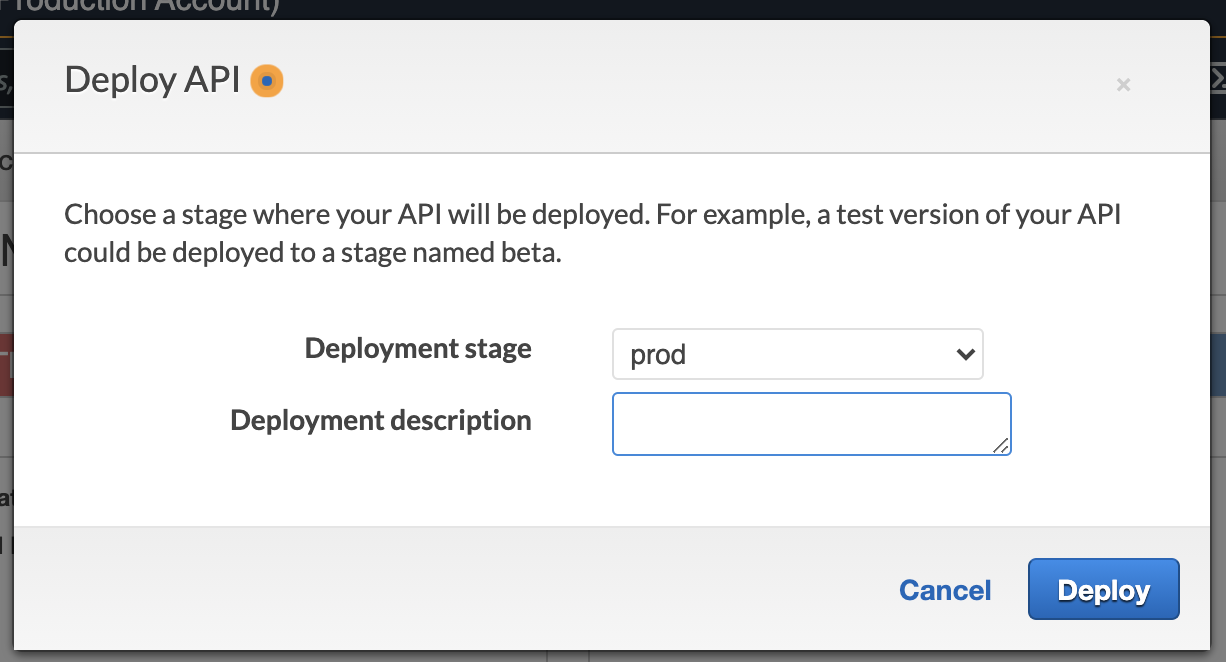 Production Account)
Deploy API
×
Choose a stage where your API will be deployed. For example, a test version of your API
could be deployed to a stage named beta.
Deployment stage
prod
Deployment description
Cancel
Deploy